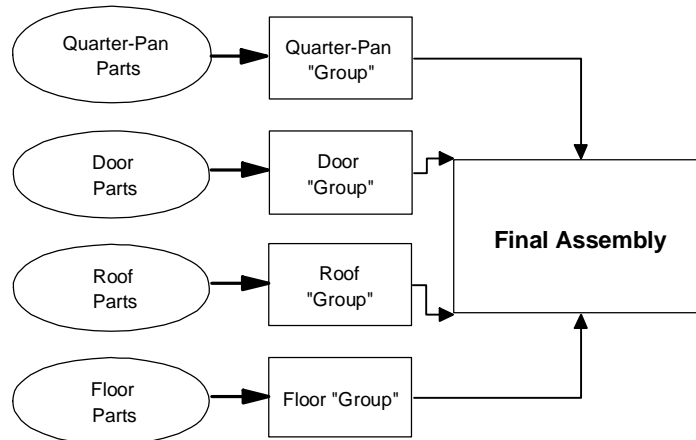 Quarter-Pan
Parts
Quarter-Pan
"Group"
Door
Parts
Door
"Group"
Final Assembly
Roof
Parts
Roof
"Group"
Floor
Parts
Floor "Group"